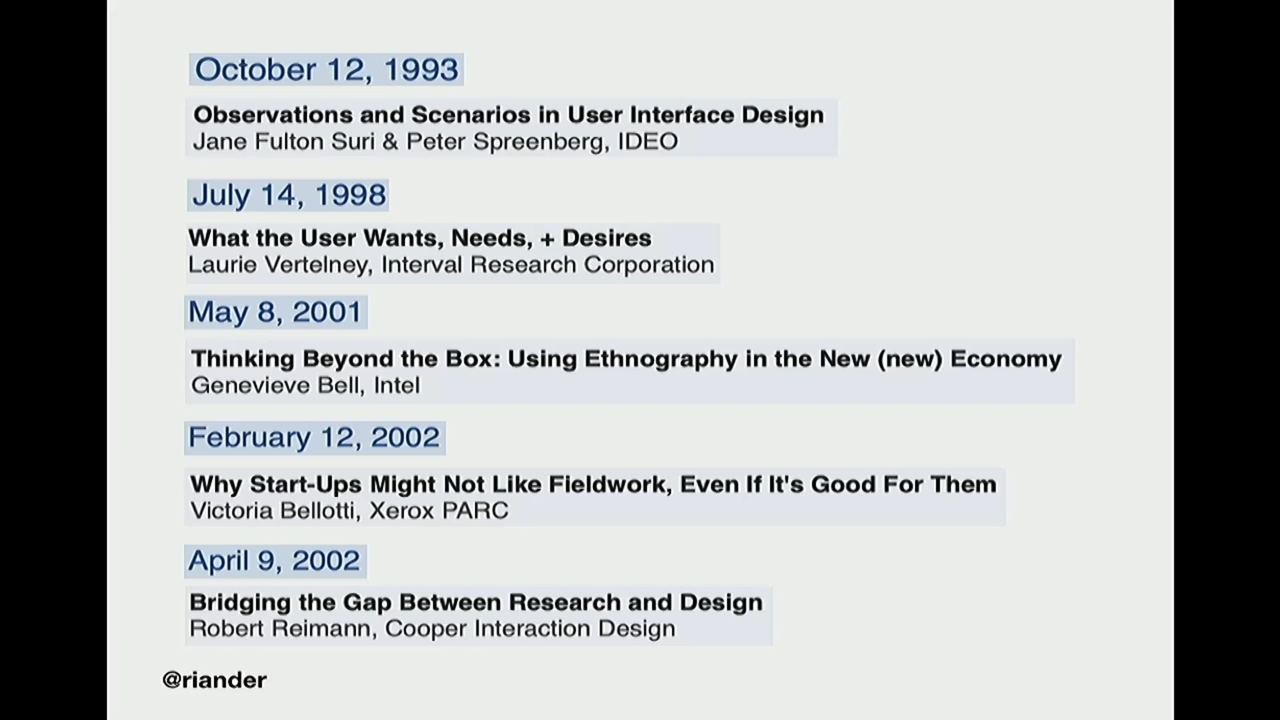 October 12, 1993
Observations and Scenarios in User Interface Design
Jane Fulton Suri & Peter Spreenberg, IDEO
July 14, 1998
What the User Wants, Needs, + Desires
Laurie Vertelney, Interval Research Corporation
May 8, 2001
Thinking Beyond the Box: Using Ethnography in the New (new) Economy
Genevieve Bell, Intel
February 12, 2002
Why Start-Ups Might Not Like Fieldwork, Even If It's Good For Them
Victoria Bellotti, Xerox PARC
April 9, 2002
Bridging the Gap Between Research and Design
Robert Reimann, Cooper Interaction Design
@riander